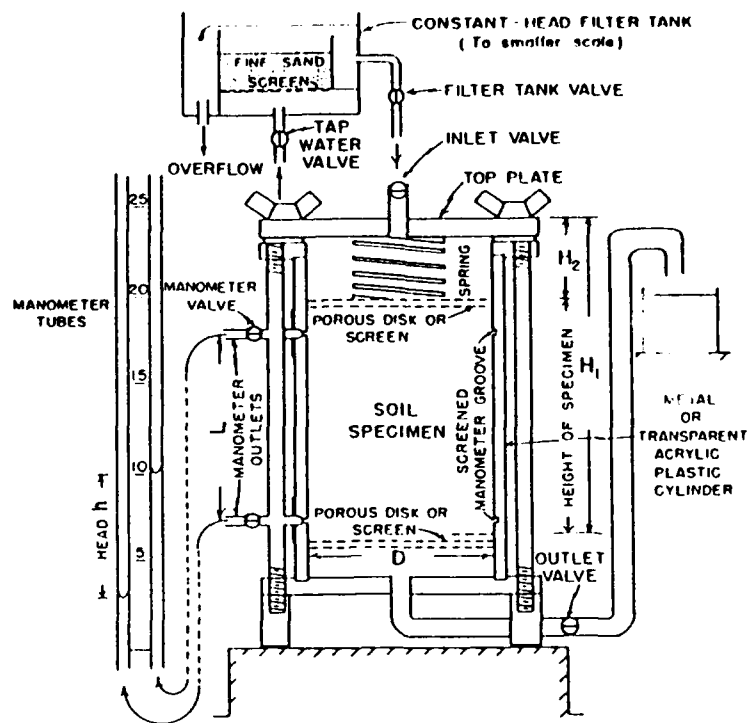 CONSTANT-HEAD FILTER TANK
(To smaller scale)
FINE SAND
SCREEN
FILTER TANK VALVE
TAP
WATER
VALVE
OVERFLOW
INLET VALVE
TOP PLATE
25
20
15
10
5
MANOMETER
TUBES
MANOMETER
VALVE
SPRING
POROUS DISK OR
SCREEN
H2
H1
L
MANOMETER
OUTLETS
SOIL
SPECIMEN
SCREENED
MANOMETER GROOVE
HEIGHT OF SPECIMEN
METAL
OR
TRANSPARENT
ACRYLIC
PLASTIC
CYLINDER
HEAD h
POROUS DISK OR
SCREEN
D
OUTLET
VALVE